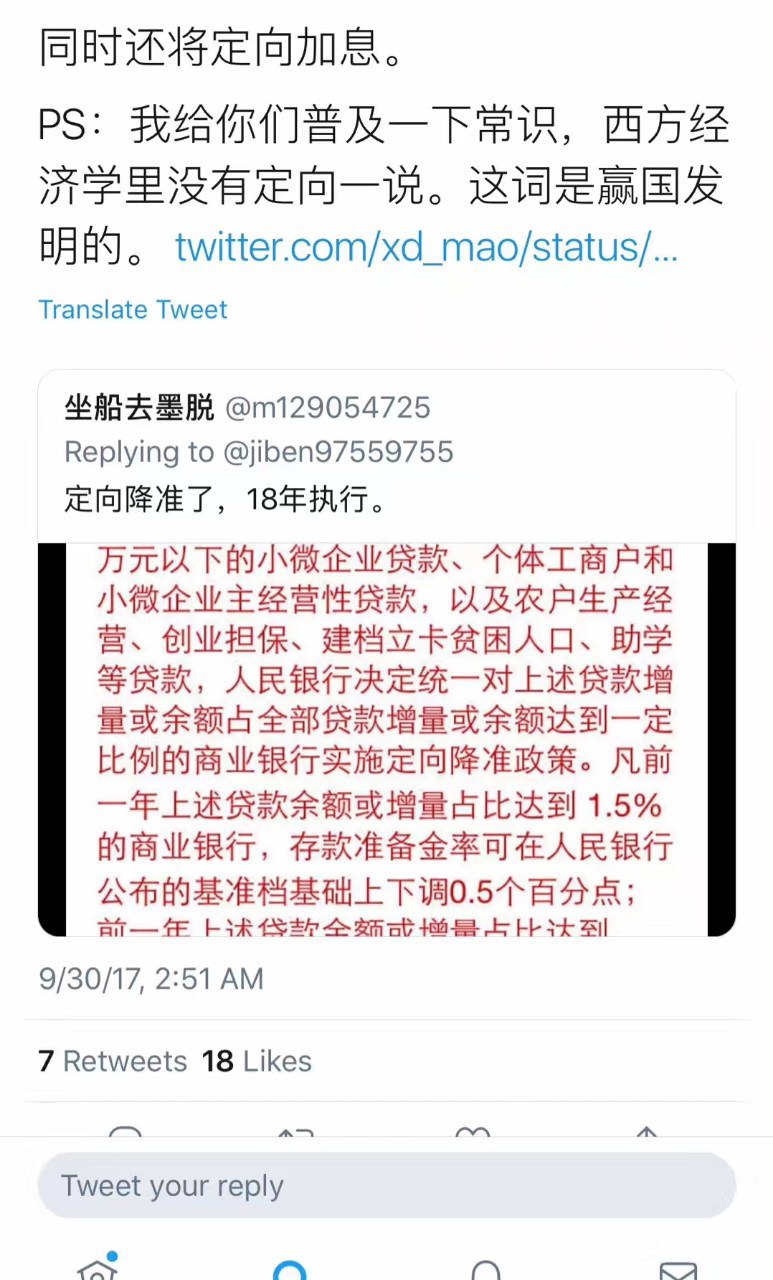 同时还将定向加息。
PS：我给你们普及一下常识，西方经
济学里没有定向一说。这词是赢国发
明的。 twitter.com/xd_mao/status/...
Translate Tweet
坐船去墨脱 @m129054725
Replying to @jiben97559755
定向降准了，18年执行。
万元以下的小微企业贷款、个体工商户和
小微企业主经营性贷款，以及农户生产经
营、创业担保、建档立卡贫困人口、助学
等贷款，人民银行决定统一对上述贷款增
量或余额占全部贷款增量或余额达到一定
比例的商业银行实施定向降准政策。凡前
一年上述贷款余额或增量占比达到 1.5%
的商业银行，存款准备金率可在人民银行
公布的基准档基础上下调0.5个百分点；
前一年上述贷款余额或增量占比达到
9/30/17, 2:51 AM
7 Retweets 18 Likes
Tweet your reply